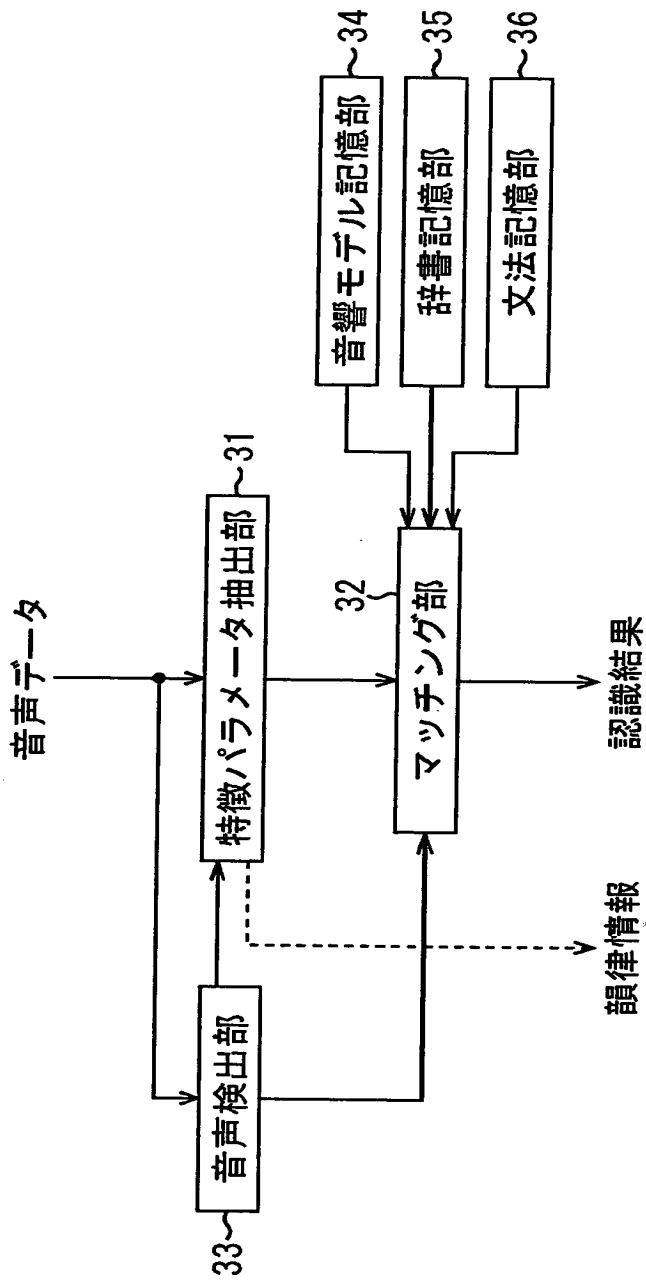 音声データ
特徴パラメータ抽出部
31
音声検出部
33
マッチング部
32
音響モデル記憶部
34
辞書記憶部
35
文法記憶部
36
韻律情報
認識結果